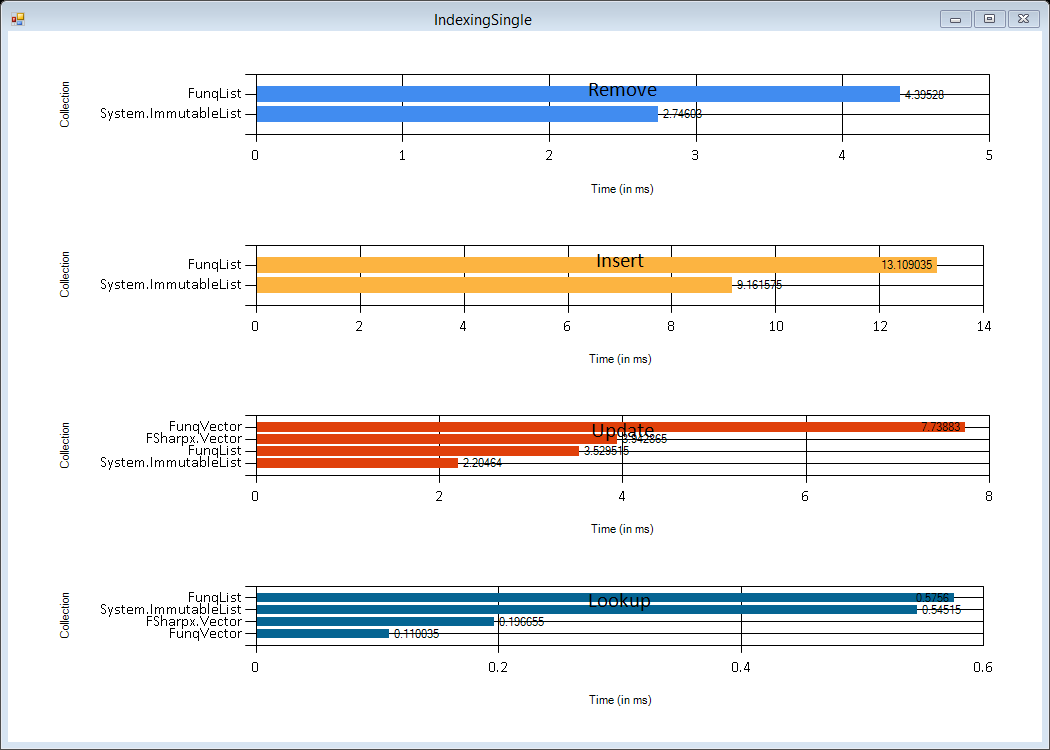 IndexingSingle
Remove
Collection
FunqList
4.39528
System.ImmutableList
2.74603
0 1 2 3 4 5
Time (in ms)
Insert
Collection
FunqList
13.109035
System.ImmutableList
9.161575
0 2 4 6 8 10 12 14
Time (in ms)
Update
Collection
FunqVector
7.73883
FSharpx.Vector
3.942865
FunqList
3.529515
System.ImmutableList
2.20464
0 2 4 6 8
Time (in ms)
Lookup
Collection
FunqList
0.5756
System.ImmutableList
0.54515
FSharpx.Vector
0.196655
FunqVector
0.110035
0 0.2 0.4 0.6
Time (in ms)